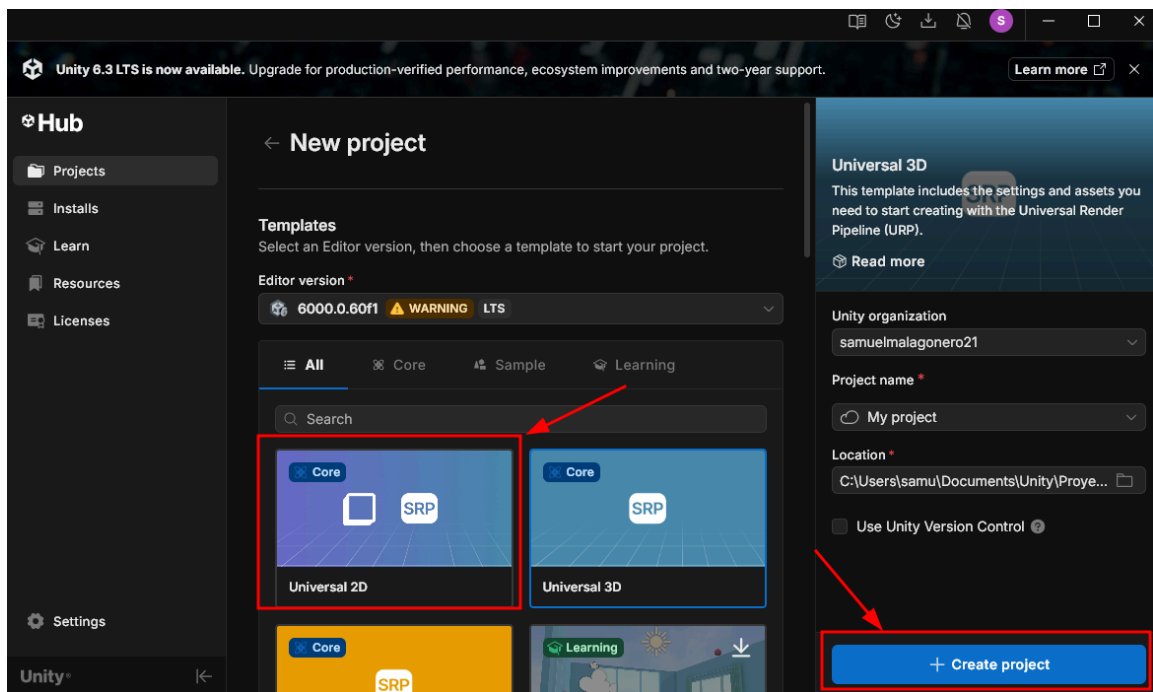 S
Unity 6.3 LTS is now available. Upgrade for production-verified performance, ecosystem improvements and two-year support.
Learn more
Hub
Projects
Installs
Learn
Resources
Licenses
Settings
Unity
New project
Templates
Select an Editor version, then choose a template to start your project.
Editor version *
6000.0.60f1 WARNING LTS
All Core Sample Learning
Search
Core
SRP
Universal 2D
Core
SRP
Universal 3D
Core
SRP
Learning
SRP
Universal 3D
This template includes the settings and assets you
need to start creating with the Universal Render
Pipeline (URP).
Read more
Unity organization
samuelmalagonero21
Project name *
My project
Location *
C:\Users\samu\Documents\Unity\Proye...
Use Unity Version Control ?
+ Create project